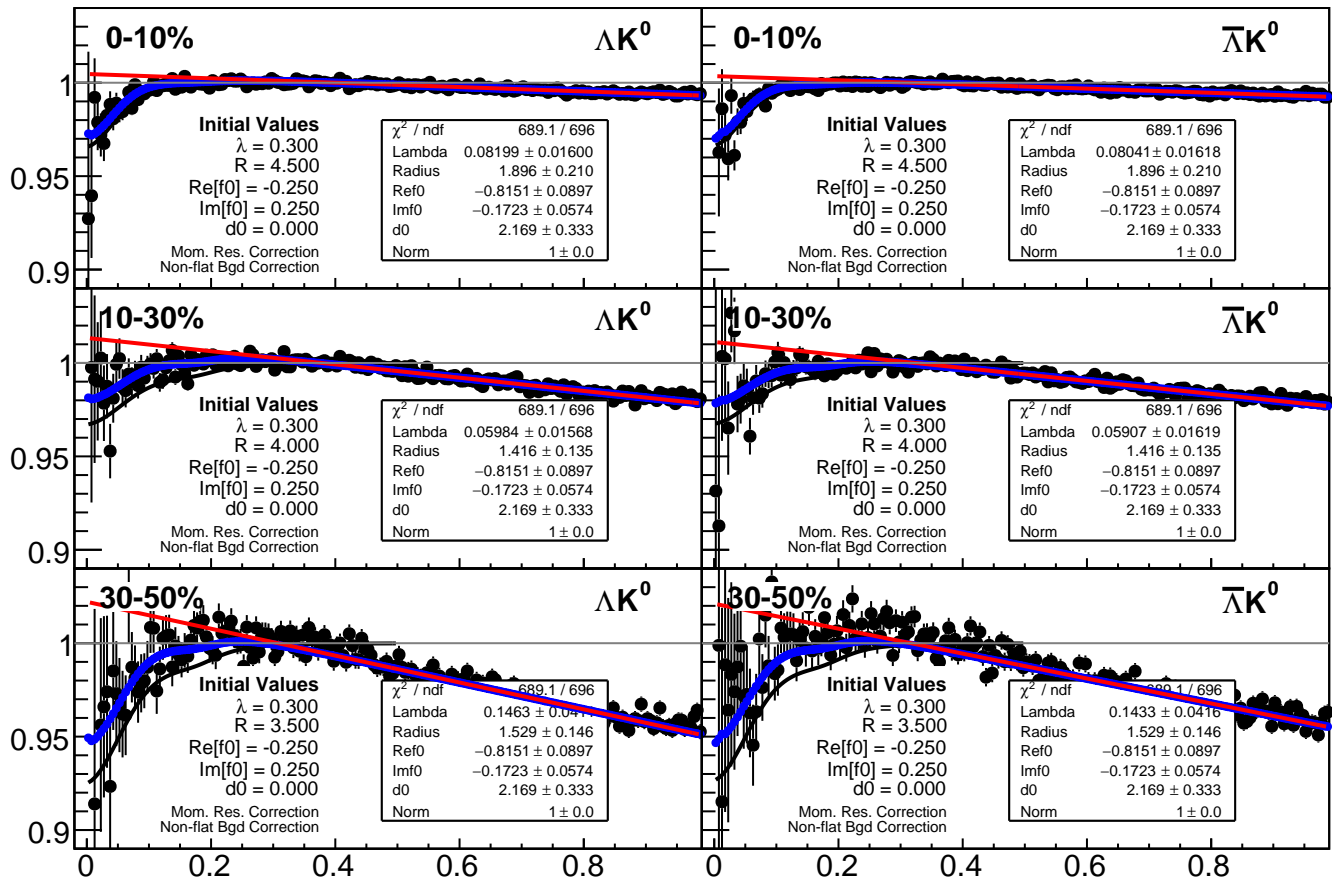 0-10%
ΛK⁰
1
0.95
0.9
Initial Values
λ = 0.300
R = 4.500
Re[f0] = -0.250
Im[f0] = 0.250
d0 = 0.000
Mom. Res. Correction
Non-flat Bgd Correction
χ² / ndf 689.1 / 696
Lambda 0.08199 ± 0.01600
Radius 1.896 ± 0.210
Ref0 −0.8151 ± 0.0897
Imf0 −0.1723 ± 0.0574
d0 2.169 ± 0.333
Norm 1 ± 0.0
0-10%
Λ̅K⁰
Initial Values
λ = 0.300
R = 4.500
Re[f0] = -0.250
Im[f0] = 0.250
d0 = 0.000
Mom. Res. Correction
Non-flat Bgd Correction
χ² / ndf 689.1 / 696
Lambda 0.08041 ± 0.01618
Radius 1.896 ± 0.210
Ref0 −0.8151 ± 0.0897
Imf0 −0.1723 ± 0.0574
d0 2.169 ± 0.333
Norm 1 ± 0.0
10-30%
ΛK⁰
1
0.95
0.9
Initial Values
λ = 0.300
R = 4.000
Re[f0] = -0.250
Im[f0] = 0.250
d0 = 0.000
Mom. Res. Correction
Non-flat Bgd Correction
χ² / ndf 689.1 / 696
Lambda 0.05984 ± 0.01568
Radius 1.416 ± 0.135
Ref0 −0.8151 ± 0.0897
Imf0 −0.1723 ± 0.0574
d0 2.169 ± 0.333
Norm 1 ± 0.0
10-30%
Λ̅K⁰
Initial Values
λ = 0.300
R = 4.000
Re[f0] = -0.250
Im[f0] = 0.250
d0 = 0.000
Mom. Res. Correction
Non-flat Bgd Correction
χ² / ndf 689.1 / 696
Lambda 0.05907 ± 0.01619
Radius 1.416 ± 0.135
Ref0 −0.8151 ± 0.0897
Imf0 −0.1723 ± 0.0574
d0 2.169 ± 0.333
Norm 1 ± 0.0
30-50%
ΛK⁰
1
0.95
0.9
Initial Values
λ = 0.300
R = 3.500
Re[f0] = -0.250
Im[f0] = 0.250
d0 = 0.000
Mom. Res. Correction
Non-flat Bgd Correction
χ² / ndf 689.1 / 696
Lambda 0.1463 ±
Radius 1.529 ± 0.146
Ref0 −0.8151 ± 0.0897
Imf0 −0.1723 ± 0.0574
d0 2.169 ± 0.333
Norm 1 ± 0.0
30-50%
Λ̅K⁰
Initial Values
λ = 0.300
R = 3.500
Re[f0] = -0.250
Im[f0] = 0.250
d0 = 0.000
Mom. Res. Correction
Non-flat Bgd Correction
χ² / ndf 689.1 / 696
Lambda 0.1433 ± 0.0416
Radius 1.529 ± 0.146
Ref0 −0.8151 ± 0.0897
Imf0 −0.1723 ± 0.0574
d0 2.169 ± 0.333
Norm 1 ± 0.0
0 0.2 0.4 0.6 0.8 0 0.2 0.4 0.6 0.8